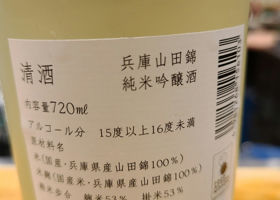 清酒
兵庫山田錦
純米吟醸酒
内容量720ml
アルコール分 15度以上16度未満
原材料名
米(国産・兵庫県産山田錦100%)
米麹(国産米・兵庫県産山田錦100%)
精米歩合 麹米53% 掛米53%